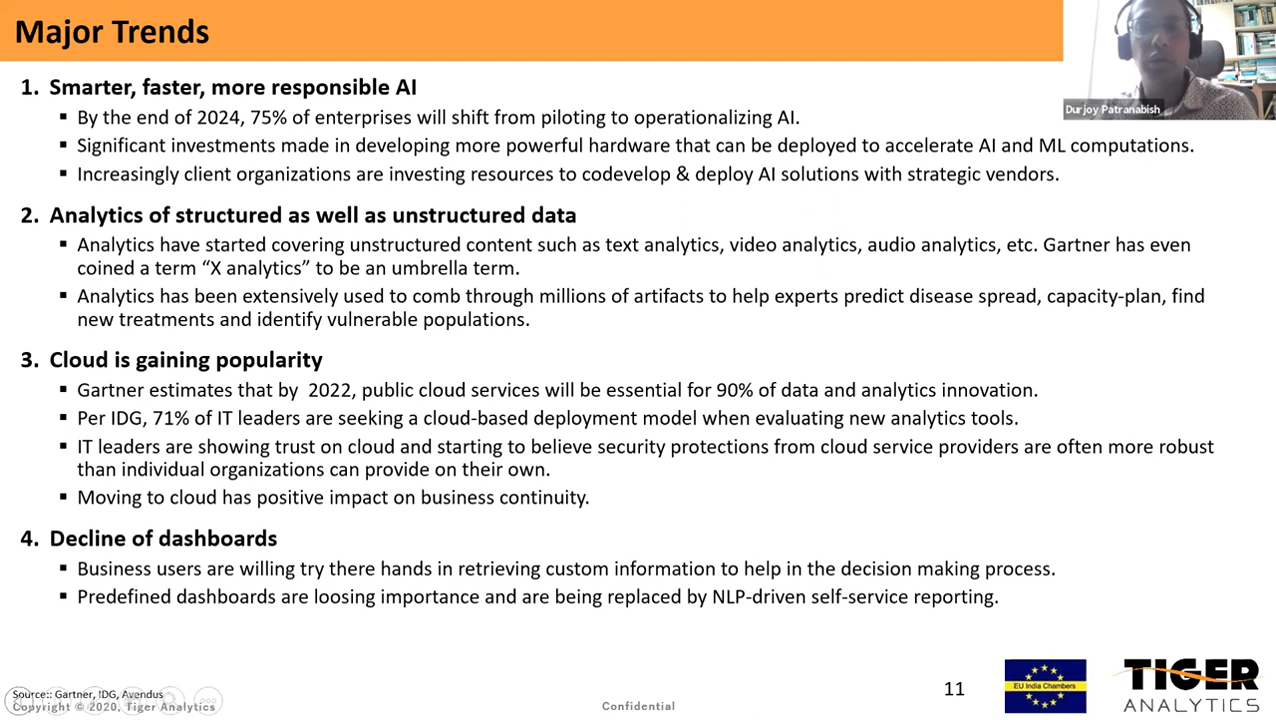 Major Trends
Durjoy Patranabish
1. Smarter, faster, more responsible AI
▪ By the end of 2024, 75% of enterprises will shift from piloting to operationalizing AI.
▪ Significant investments made in developing more powerful hardware that can be deployed to accelerate AI and ML computations.
▪ Increasingly client organizations are investing resources to codevelop & deploy AI solutions with strategic vendors.
2. Analytics of structured as well as unstructured data
▪ Analytics have started covering unstructured content such as text analytics, video analytics, audio analytics, etc. Gartner has even
coined a term “X analytics” to be an umbrella term.
▪ Analytics has been extensively used to comb through millions of artifacts to help experts predict disease spread, capacity-plan, find
new treatments and identify vulnerable populations.
3. Cloud is gaining popularity
▪ Gartner estimates that by 2022, public cloud services will be essential for 90% of data and analytics innovation.
▪ Per IDG, 71% of IT leaders are seeking a cloud-based deployment model when evaluating new analytics tools.
▪ IT leaders are showing trust on cloud and starting to believe security protections from cloud service providers are often more robust
than individual organizations can provide on their own.
▪ Moving to cloud has positive impact on business continuity.
4. Decline of dashboards
▪ Business users are willing try there hands in retrieving custom information to help in the decision making process.
▪ Predefined dashboards are loosing importance and are being replaced by NLP-driven self-service reporting.
Source:: Gartner, IDG, Avendus
Copyright © 2020, Tiger Analytics
Confidential
11
EU India Chambers
TIGER
ANALYTICS